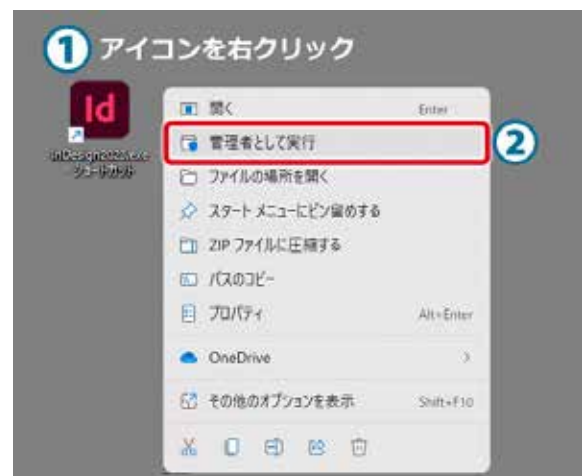 1 アイコンを右クリック
Id
開く Enter
管理者として実行 2
ファイルの場所を開く
スタート メニューにピン留めする
ZIP ファイルに圧縮する
パスのコピー
プロパティ Alt+Enter
OneDrive
その他のオプションを表示 Shift+F10
ショートカット